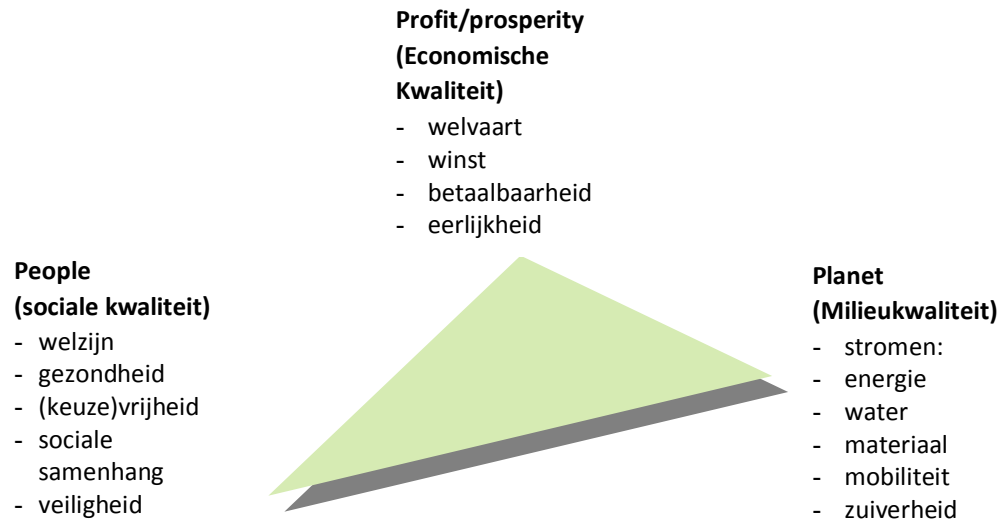 Profit/prosperity
(Economische
Kwaliteit)
- welvaart
- winst
- betaalbaarheid
- eerlijkheid
People
(sociale kwaliteit)
- welzijn
- gezondheid
- (keuze)vrijheid
- sociale
samenhang
- veiligheid
Planet
(Milieukwaliteit)
- stromen:
- energie
- water
- materiaal
- mobiliteit
- zuiverheid